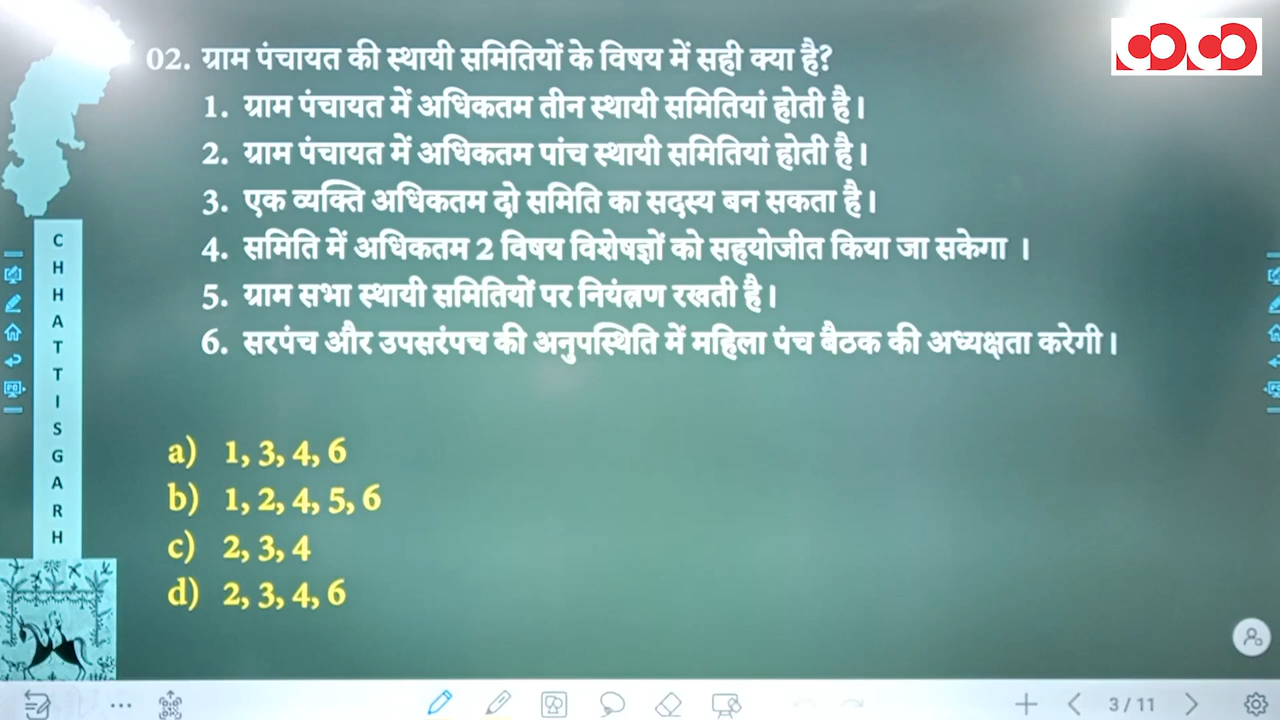 02. ग्राम पंचायत की स्थायी समितियों के विषय में सही क्या है?
1. ग्राम पंचायत में अधिकतम तीन स्थायी समितियां होती है।
2. ग्राम पंचायत में अधिकतम पांच स्थायी समितियां होती है।
3. एक व्यक्ति अधिकतम दो समिति का सदस्य बन सकता है।
4. समिति में अधिकतम 2 विषय विशेषज्ञों को सहयोजीत किया जा सकेगा ।
5. ग्राम सभा स्थायी समितियों पर नियंत्रण रखती है।
6. सरपंच और उपसरंपच की अनुपस्थिति में महिला पंच बैठक की अध्यक्षता करेगी।
a) 1, 3, 4, 6
b) 1, 2, 4, 5, 6
c) 2, 3, 4
d) 2, 3, 4, 6
CHHATTISGARH
3 / 11